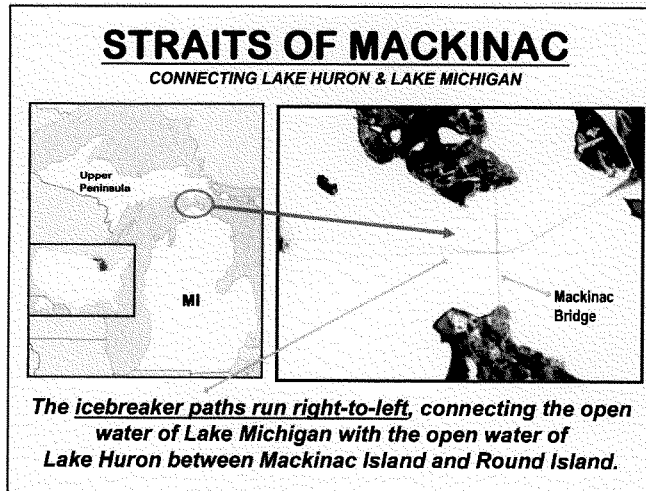 STRAITS OF MACKINAC
CONNECTING LAKE HURON & LAKE MICHIGAN
Upper
Peninsula
MI
Mackinac
Bridge
The icebreaker paths run right-to-left, connecting the open
water of Lake Michigan with the open water of
Lake Huron between Mackinac Island and Round Island.